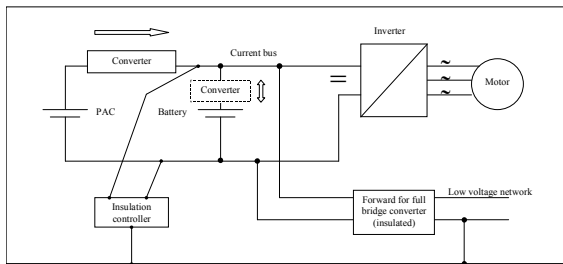 Inverter
Current bus
Converter
=
~
~
~
Motor
Converter
PAC
Battery
Low voltage network
Insulation
controller
Forward for full
bridge converter
(insulated)